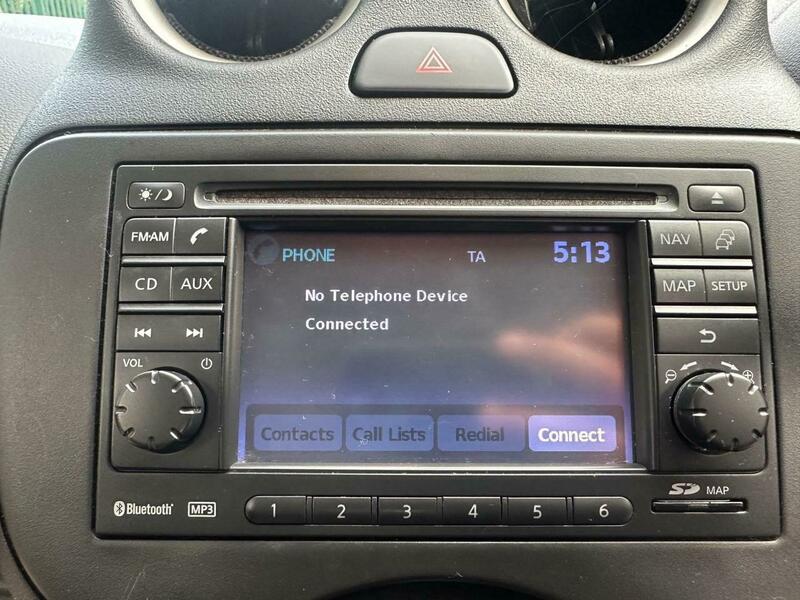 FM·AM
CD
AUX
VOL
PHONE
TA
5:13
No Telephone Device
Connected
Contacts
Call Lists
Redial
Connect
NAV
MAP
SETUP
Bluetooth
MP3
1
2
3
4
5
6
SD
MAP